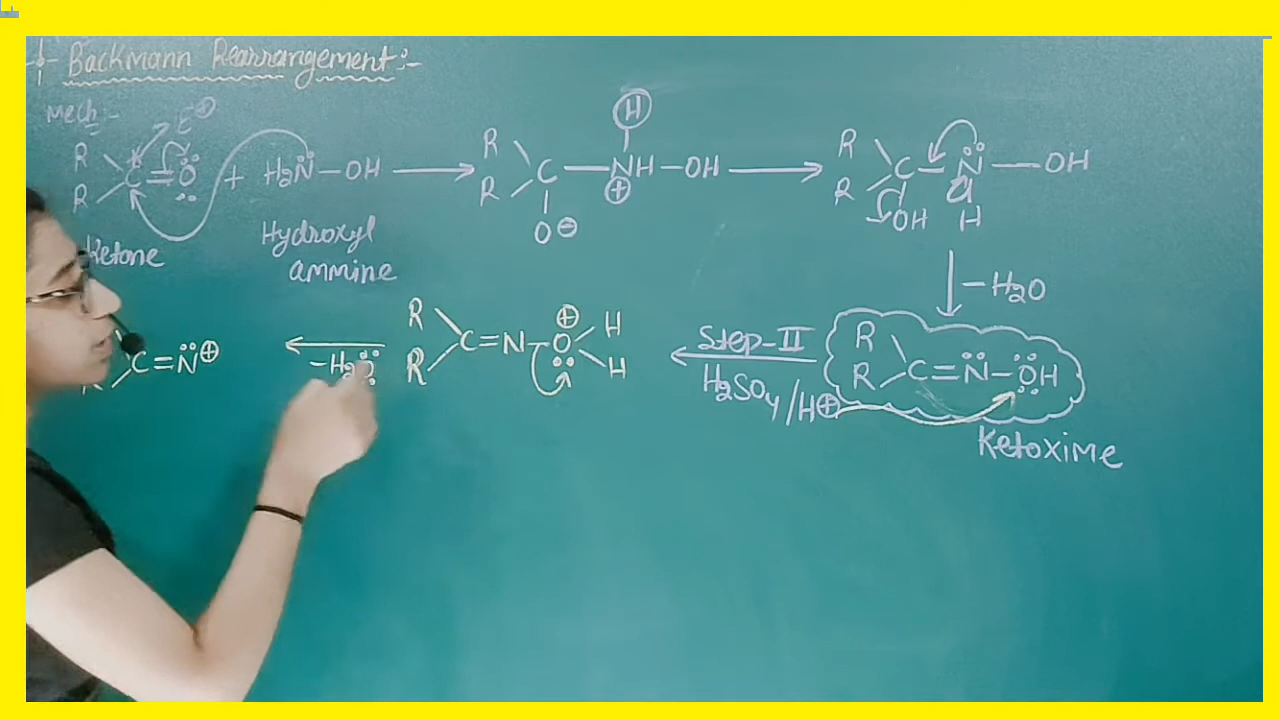 Backmann Rearrangement:-
Mech:-
R R C=O E⊕ + H2N-OH → R R C-NH-OH H ⊕ O⊖ → R R C-N-OH OH H
Ketone
Hydroxyl
ammine
-H2O
R R C=N-OH
Ketoxime
Step-II
H2SO4/H⊕
R R C=N-O ⊕ H H
-H2O
C=N⊕
R